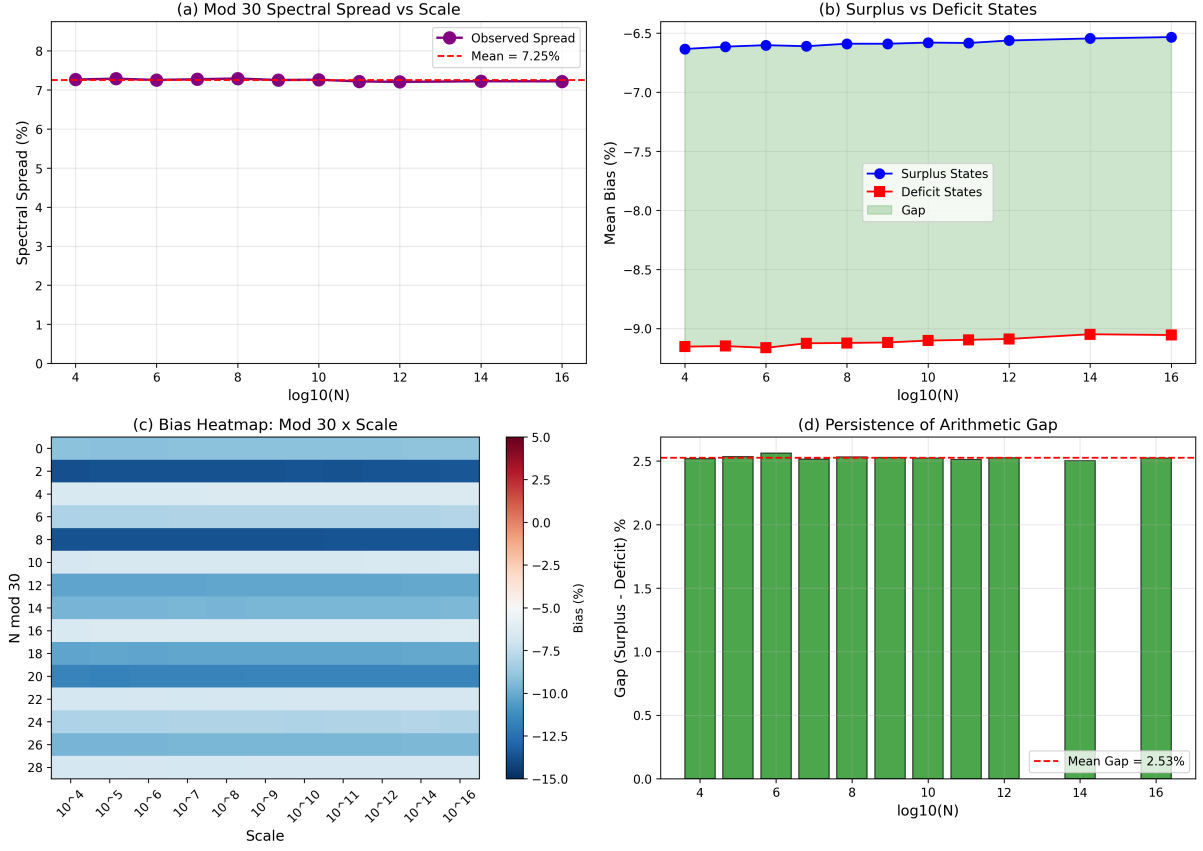 (a) Mod 30 Spectral Spread vs Scale
Spectral Spread (%)
8
7
6
5
4
3
2
1
0
Observed Spread
Mean = 7.25%
4 6 8 10 12 14 16
log10(N)
(b) Surplus vs Deficit States
Mean Bias (%)
−6.5
−7.0
−7.5
−8.0
−8.5
−9.0
Surplus States
Deficit States
Gap
4 6 8 10 12 14 16
log10(N)
(c) Bias Heatmap: Mod 30 x Scale
N mod 30
0
2
4
6
8
10
12
14
16
18
20
22
24
26
28
10^4 10^5 10^6 10^7 10^8 10^9 10^10 10^11 10^12 10^14 10^16
Scale
5.0
2.5
0.0
−2.5
−5.0
−7.5
−10.0
−12.5
−15.0
Bias (%)
(d) Persistence of Arithmetic Gap
Gap (Surplus - Deficit) %
2.5
2.0
1.5
1.0
0.5
0.0
Mean Gap = 2.53%
4 6 8 10 12 14 16
log10(N)